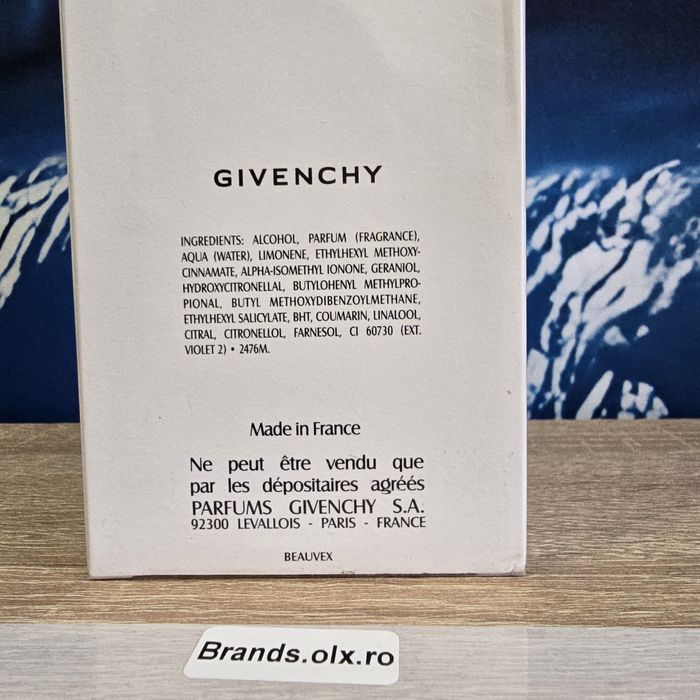 GIVENCHY
INGREDIENTS: ALCOHOL, PARFUM (FRAGRANCE),
AQUA (WATER), LIMONENE, ETHYLHEXYL METHOXY-
CINNAMATE, ALPHA-ISOMETHYL IONONE, GERANIOL,
HYDROXYCITRONELLAL, BUTYLOHENYL METHYLPRO-
PIONAL, BUTYL METHOXYDIBENZOYLMETHANE,
ETHYLHEXYL SALICYLATE, BHT, COUMARIN, LINALOOL,
CITRAL, CITRONELLOL, FARNESOL, CI 60730 (EXT.
VIOLET 2) • 2476M.
Made in France
Ne peut être vendu que
par les dépositaires agréés
PARFUMS GIVENCHY S.A.
92300 LEVALLOIS - PARIS - FRANCE
BEAUVEX
Brands.olx.ro